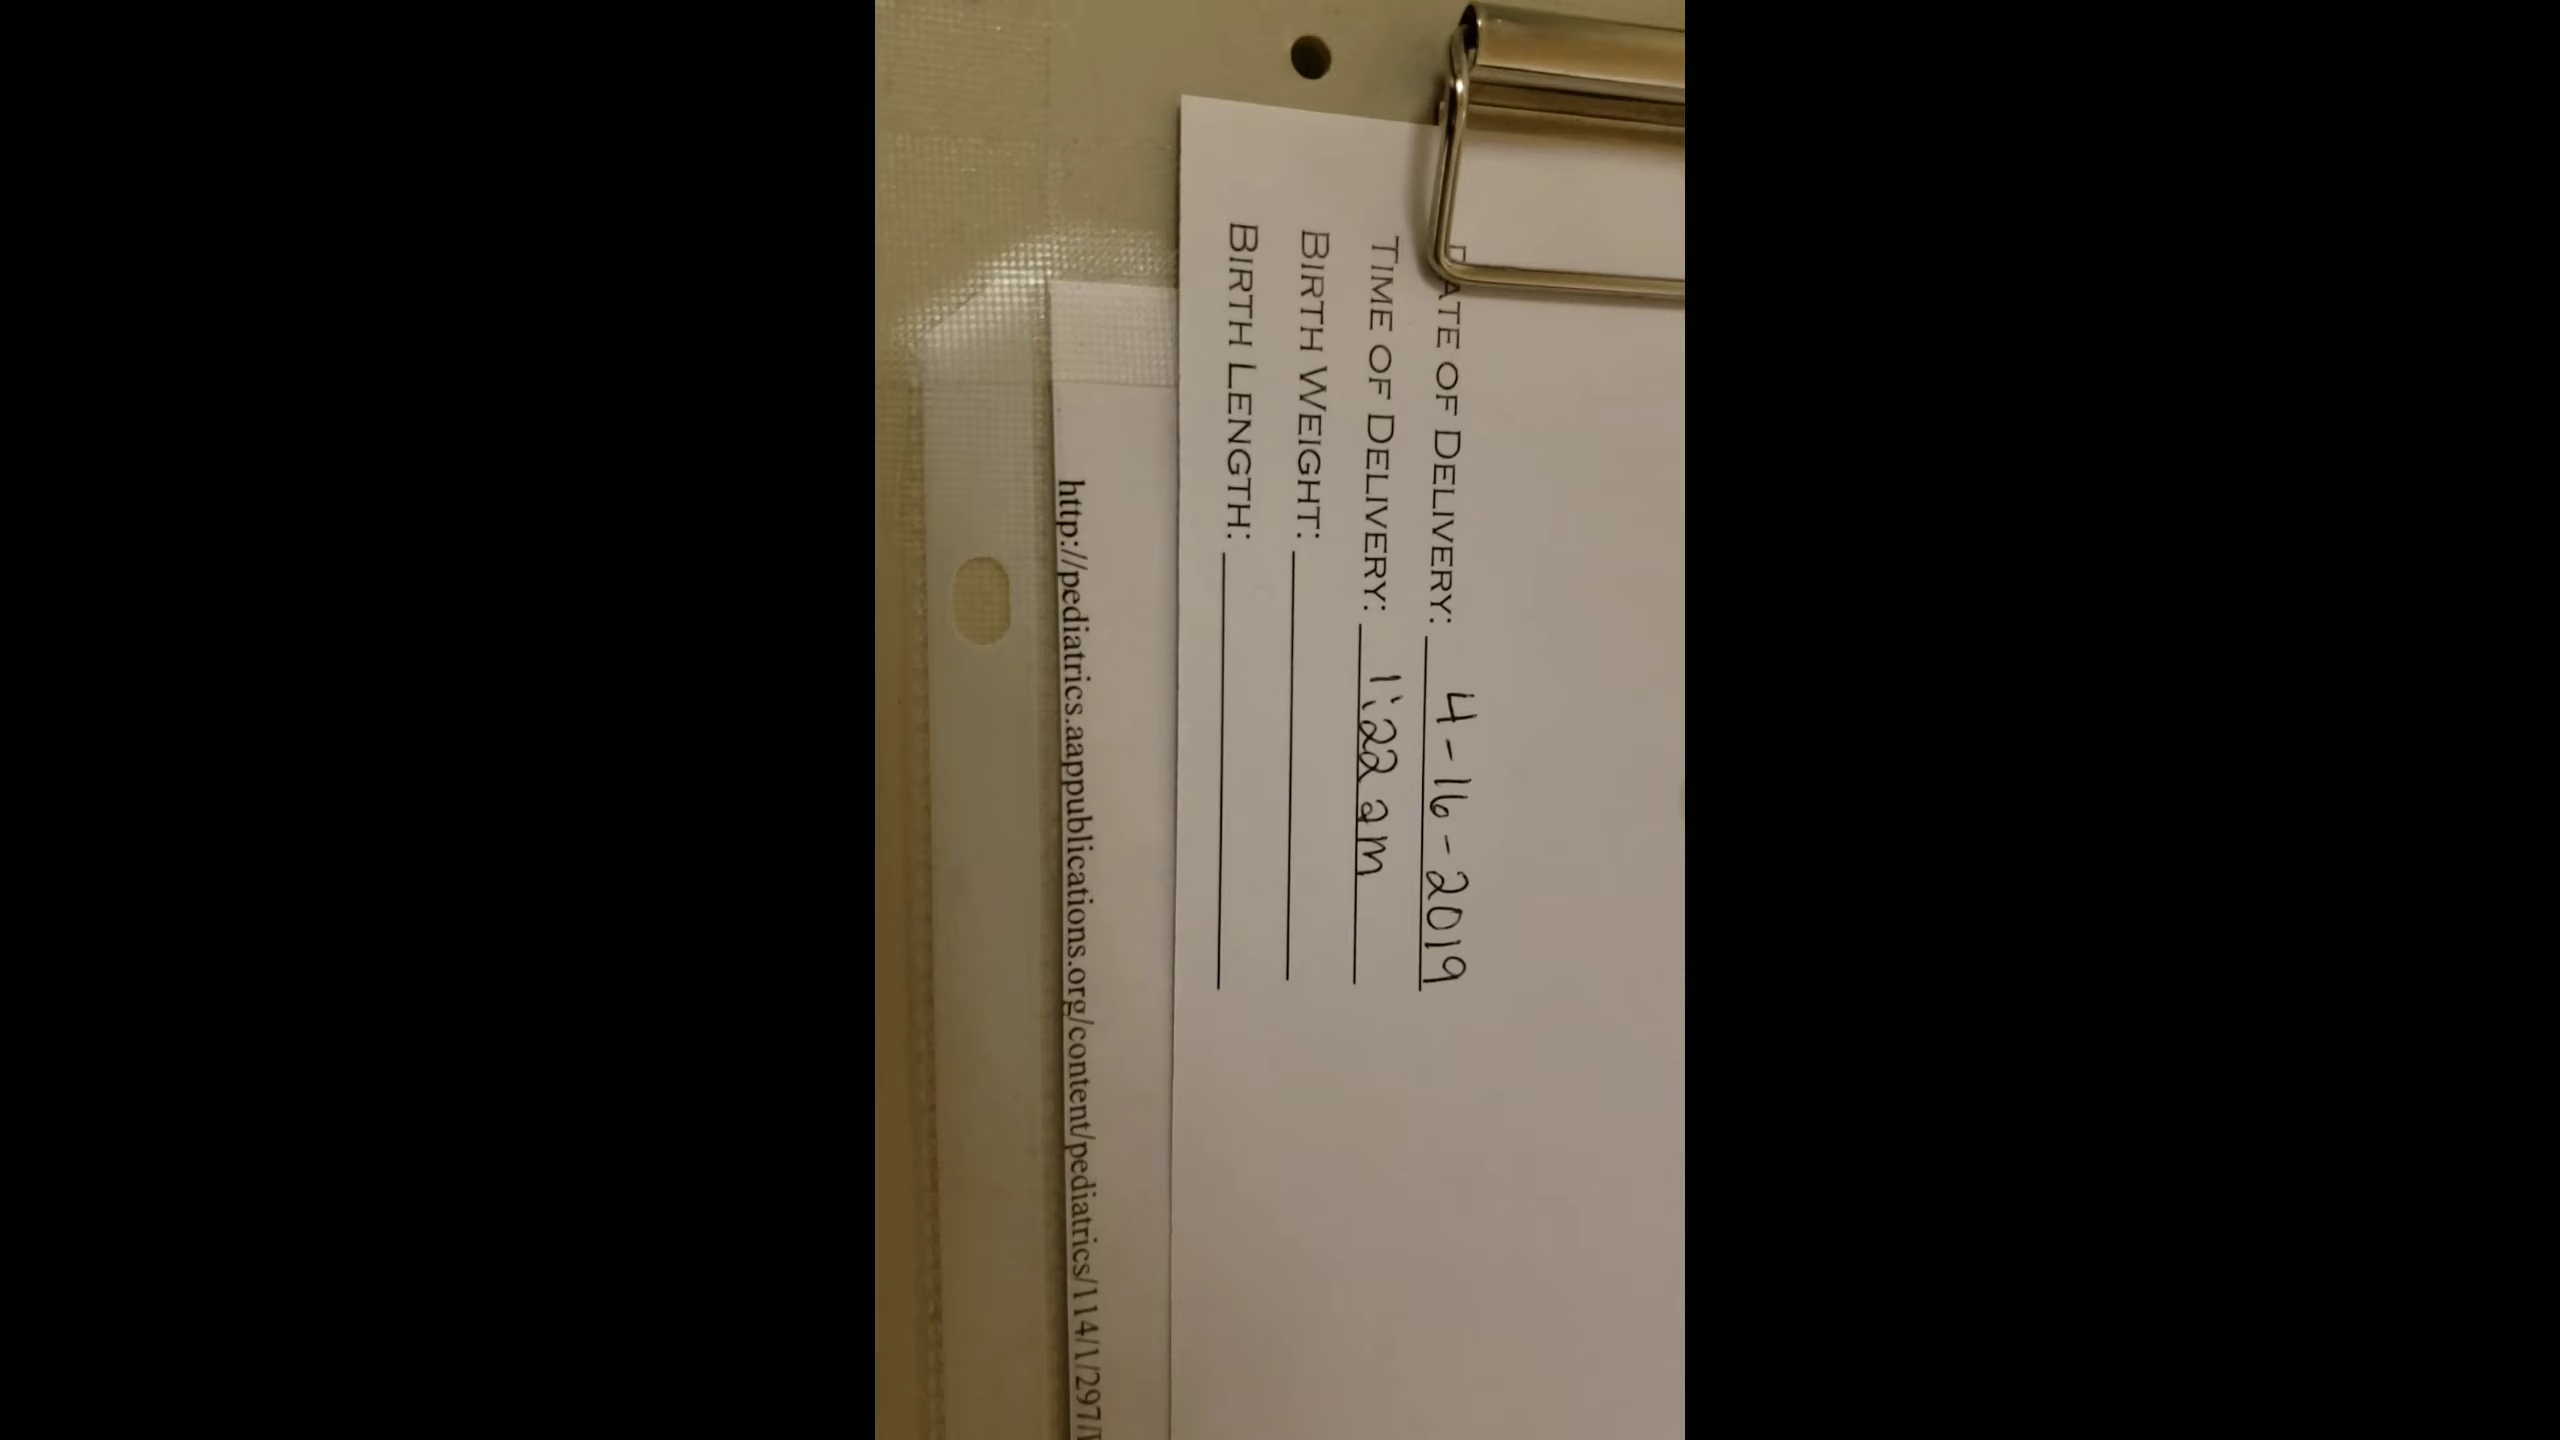 Date of Delivery: 4-16-2019
Time of Delivery: 1:22 am
Birth Weight:
Birth Length:
http://pediatrics.aappublications.org/content/pediatrics/114/1/297/